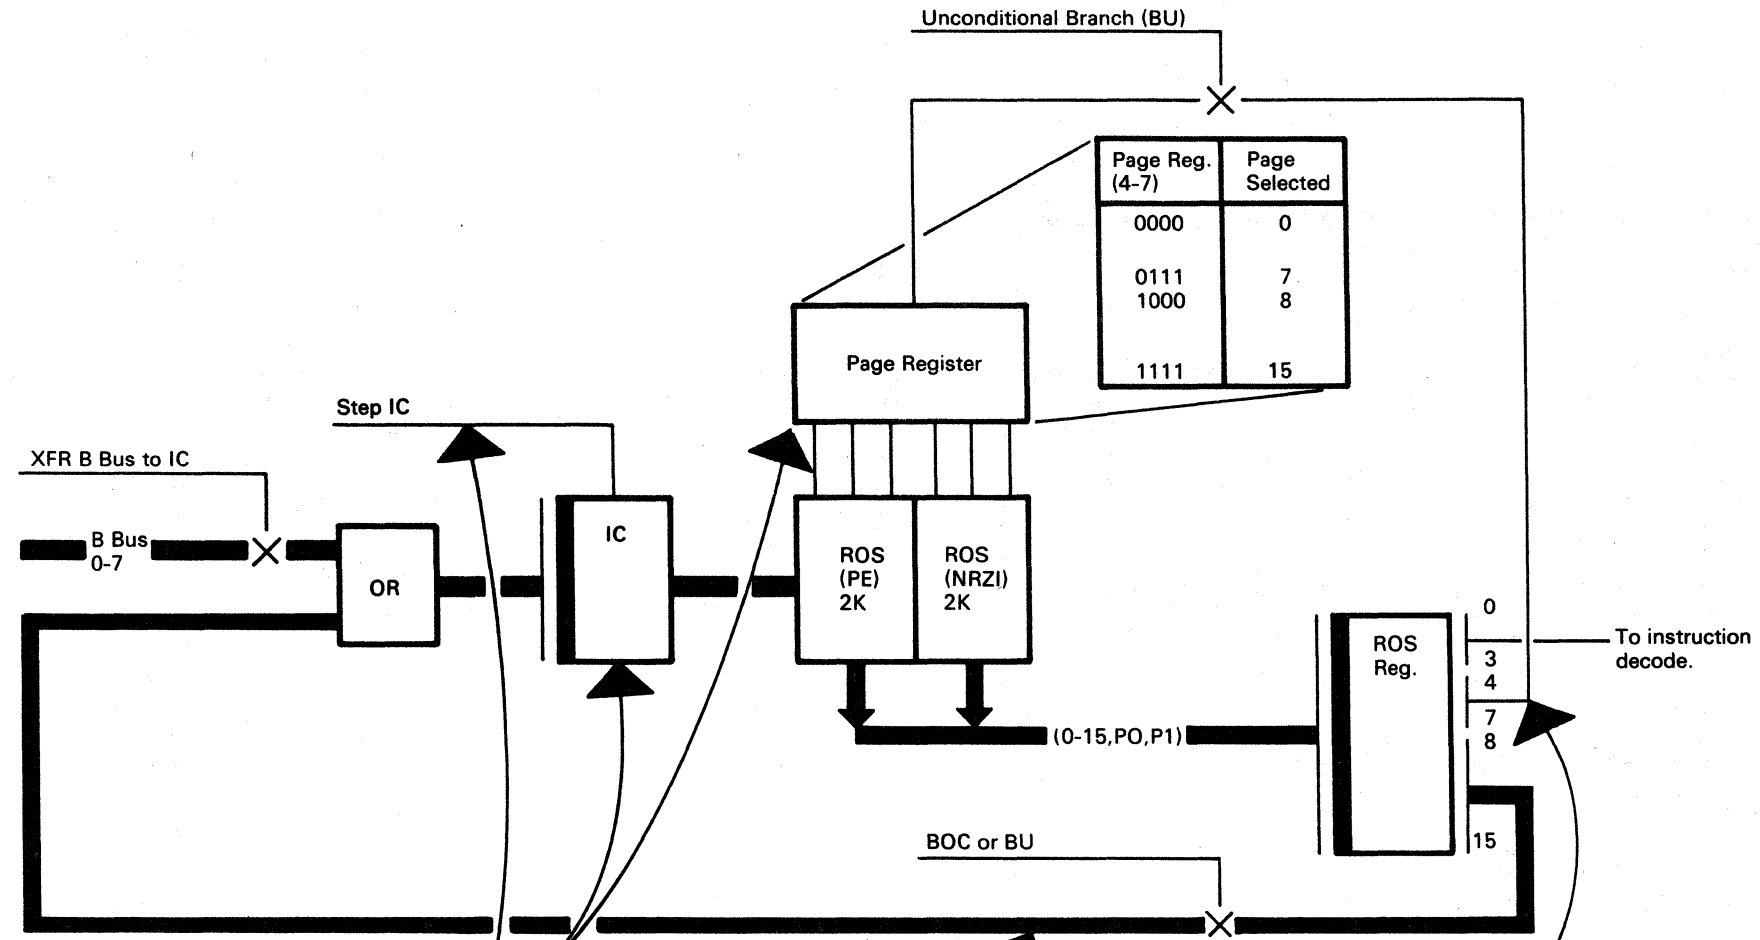 Unconditional Branch (BU)
Page Reg.
(4-7)
Page
Selected
0000 0
0111 7
1000 8
1111 15
Page Register
Step IC
XFR B Bus to IC
B Bus
0-7
OR
IC
ROS
(PE)
2K
ROS
(NRZI)
2K
(0-15,PO,P1)
ROS
Reg.
0
3
4
7
8
15
To instruction
decode.
BOC or BU